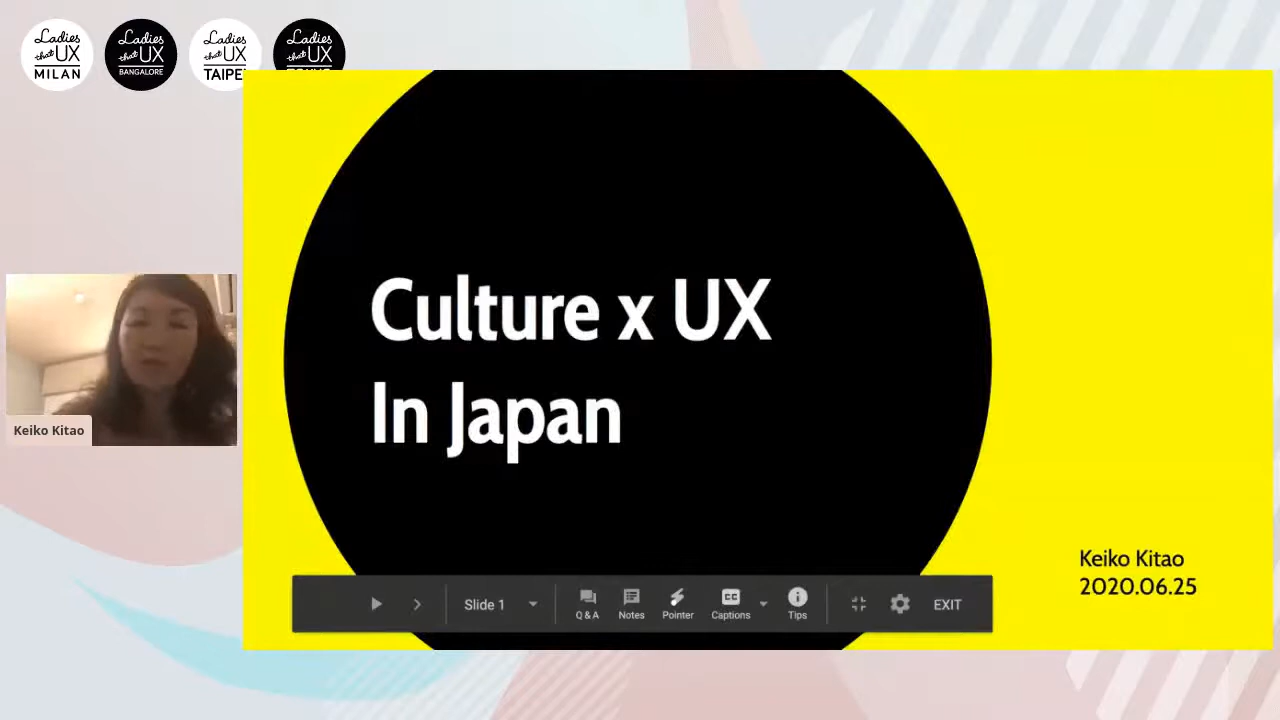 Ladies that UX MILAN
Ladies that UX BANGALORE
Ladies that UX TAIPEI
Ladies that UX
Culture x UX
In Japan
Keiko Kitao
Keiko Kitao
2020.06.25
Slide 1
Q & A
Notes
Pointer
CC
Captions
Tips
EXIT